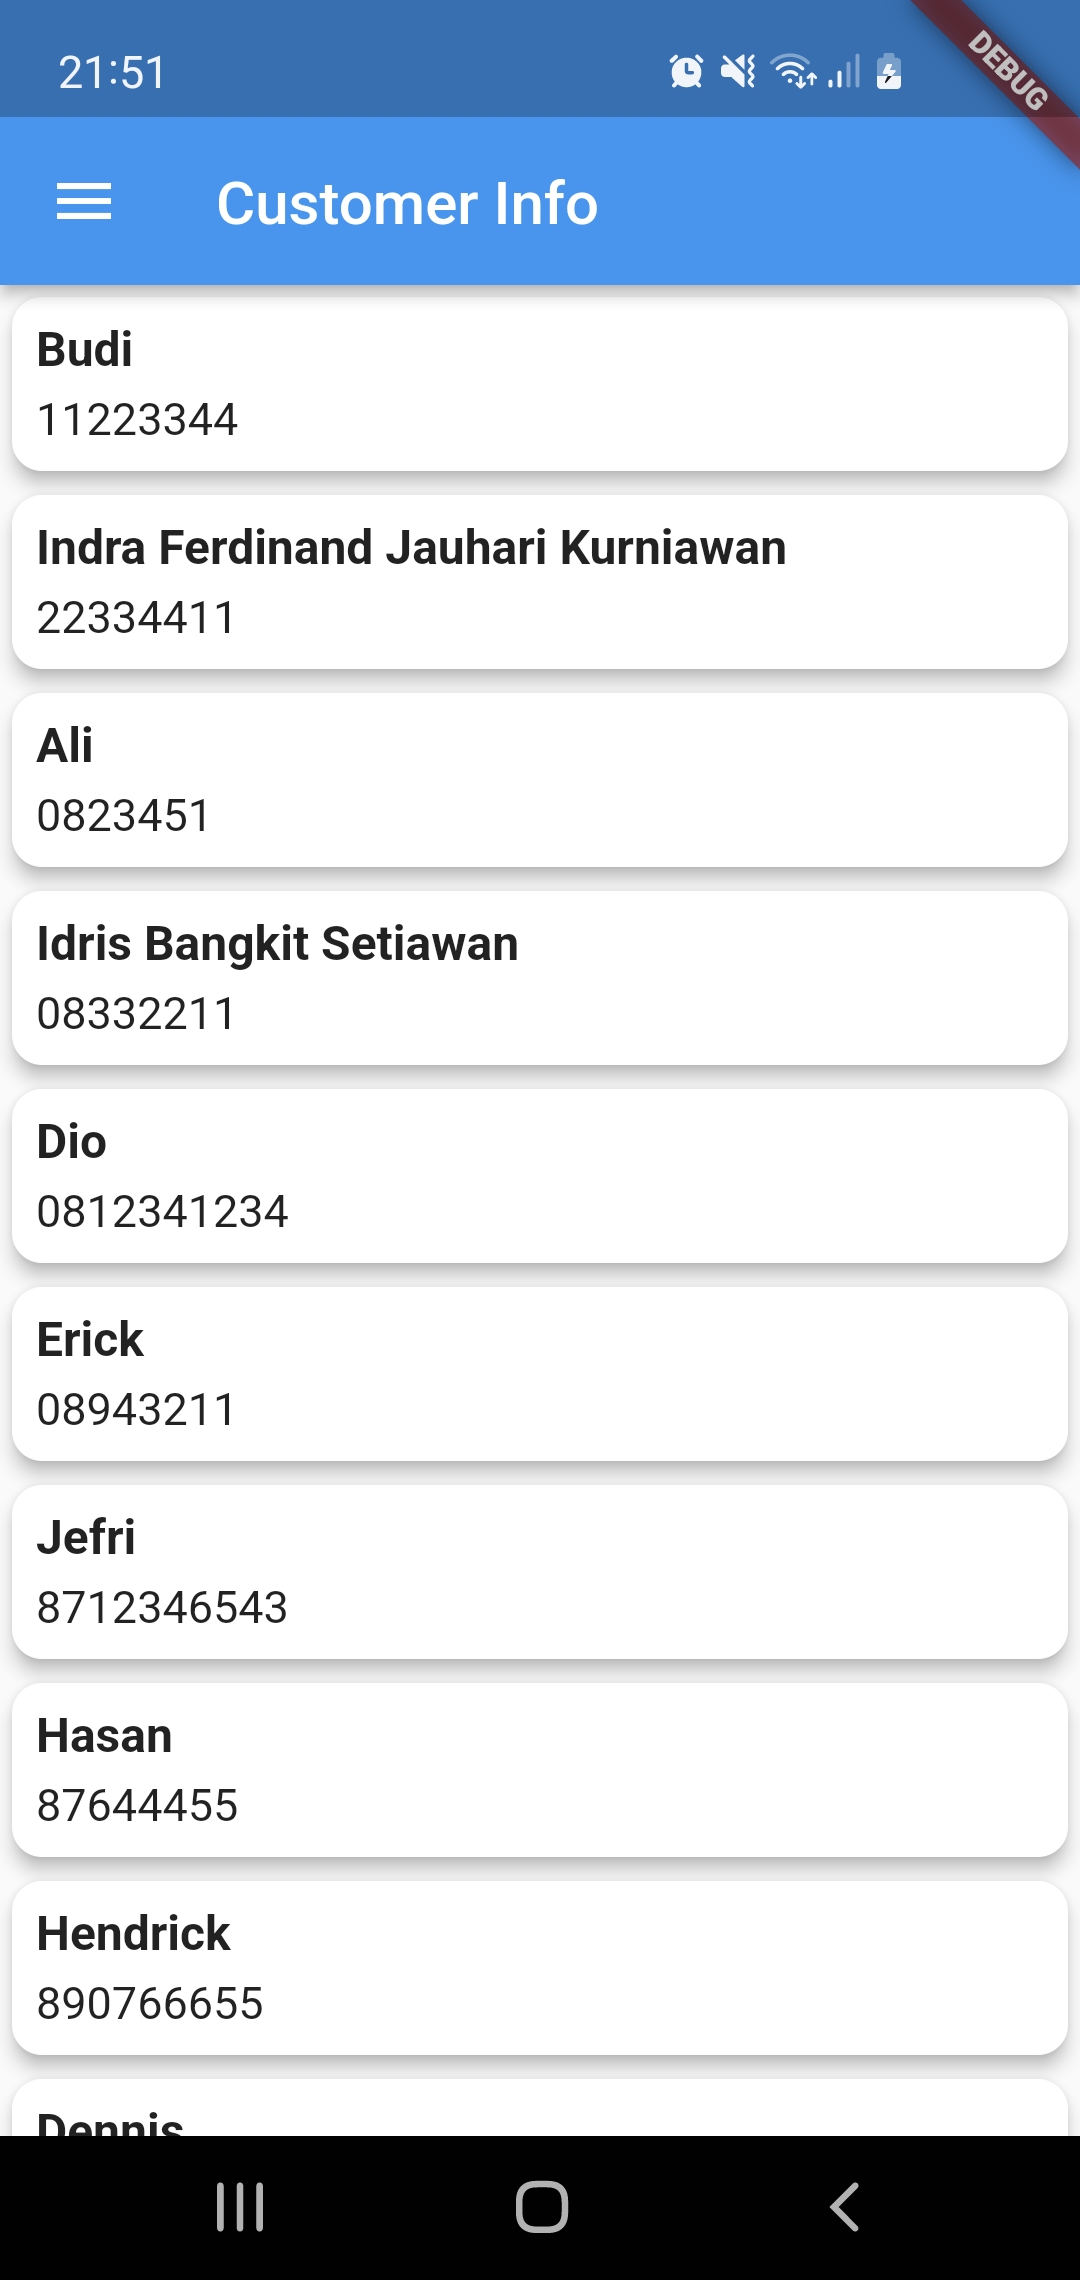 21:51
DEBUG
Customer Info
Budi
11223344
Indra Ferdinand Jauhari Kurniawan
22334411
Ali
0823451
Idris Bangkit Setiawan
08332211
Dio
0812341234
Erick
08943211
Jefri
8712346543
Hasan
87644455
Hendrick
890766655
Dennis